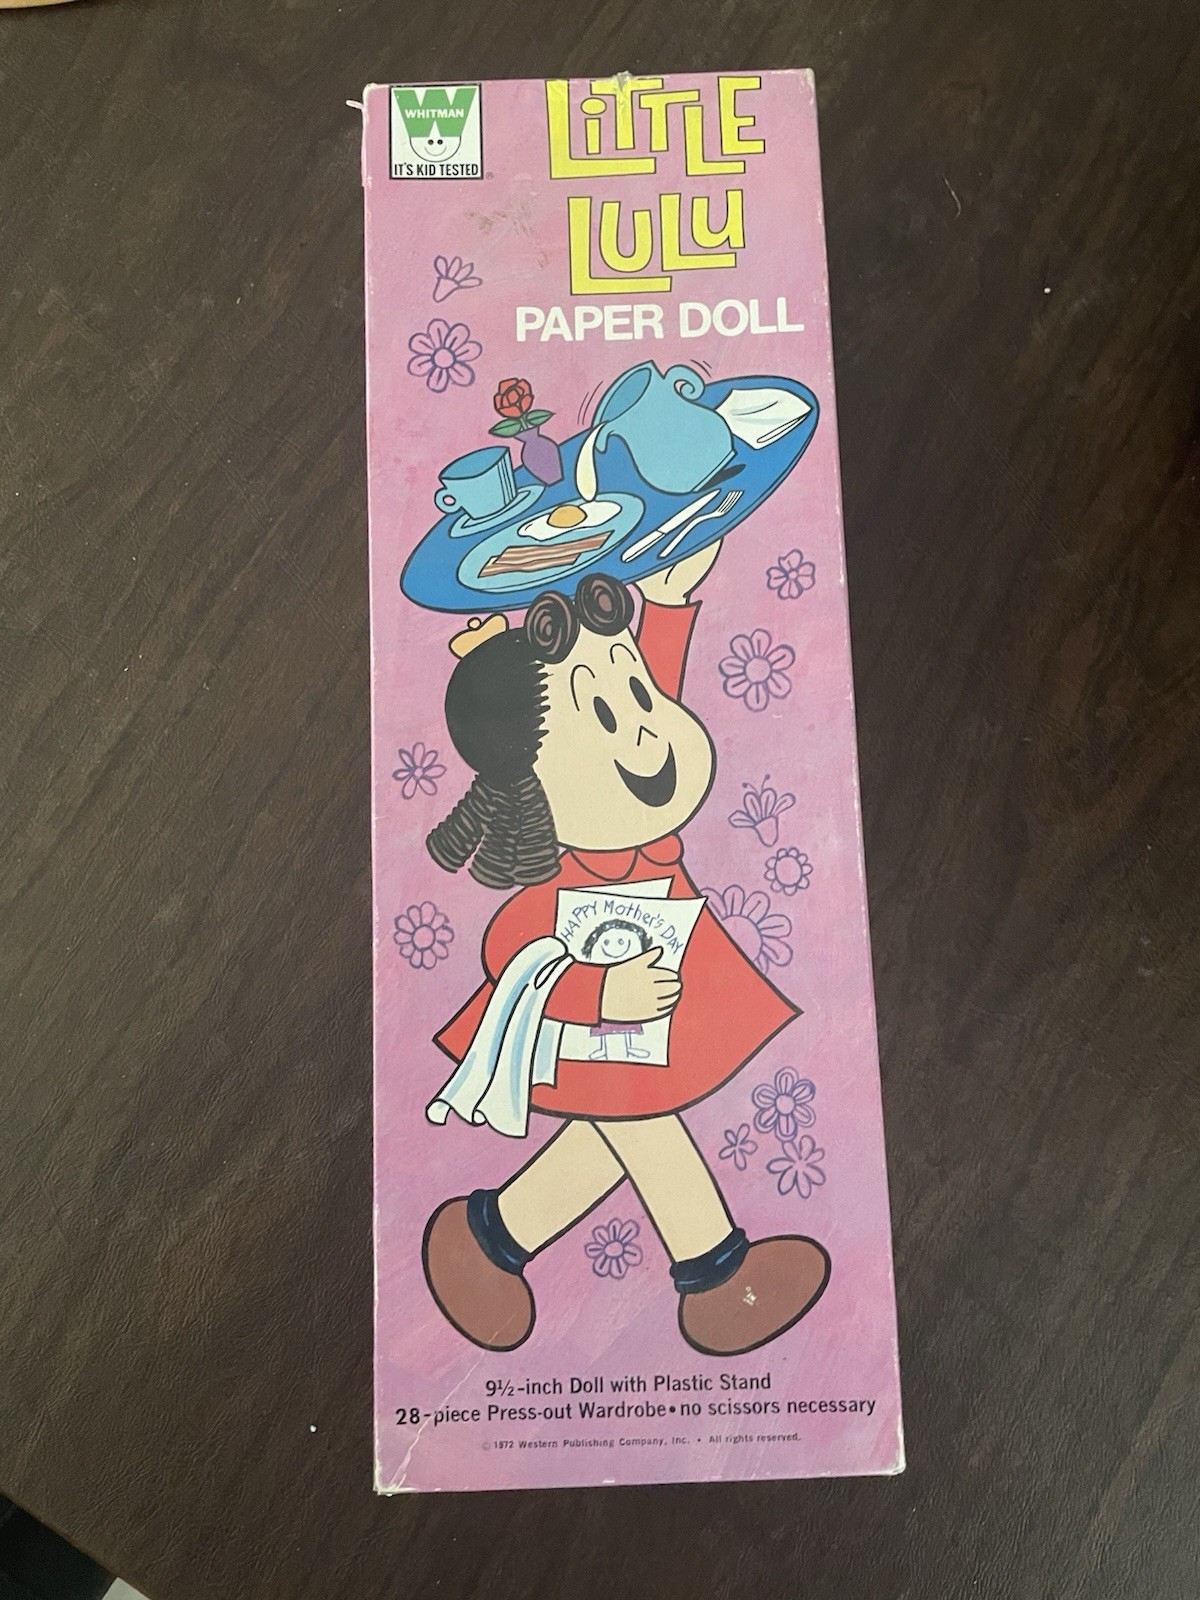 WHITMAN
IT'S KID TESTED ®
LiTTLE
LuLu
PAPER DOLL
HAPPY Mother's DAY
9½-inch Doll with Plastic Stand
28-piece Press-out Wardrobe • no scissors necessary
© 1972 Western Publishing Company, Inc. • All rights reserved.